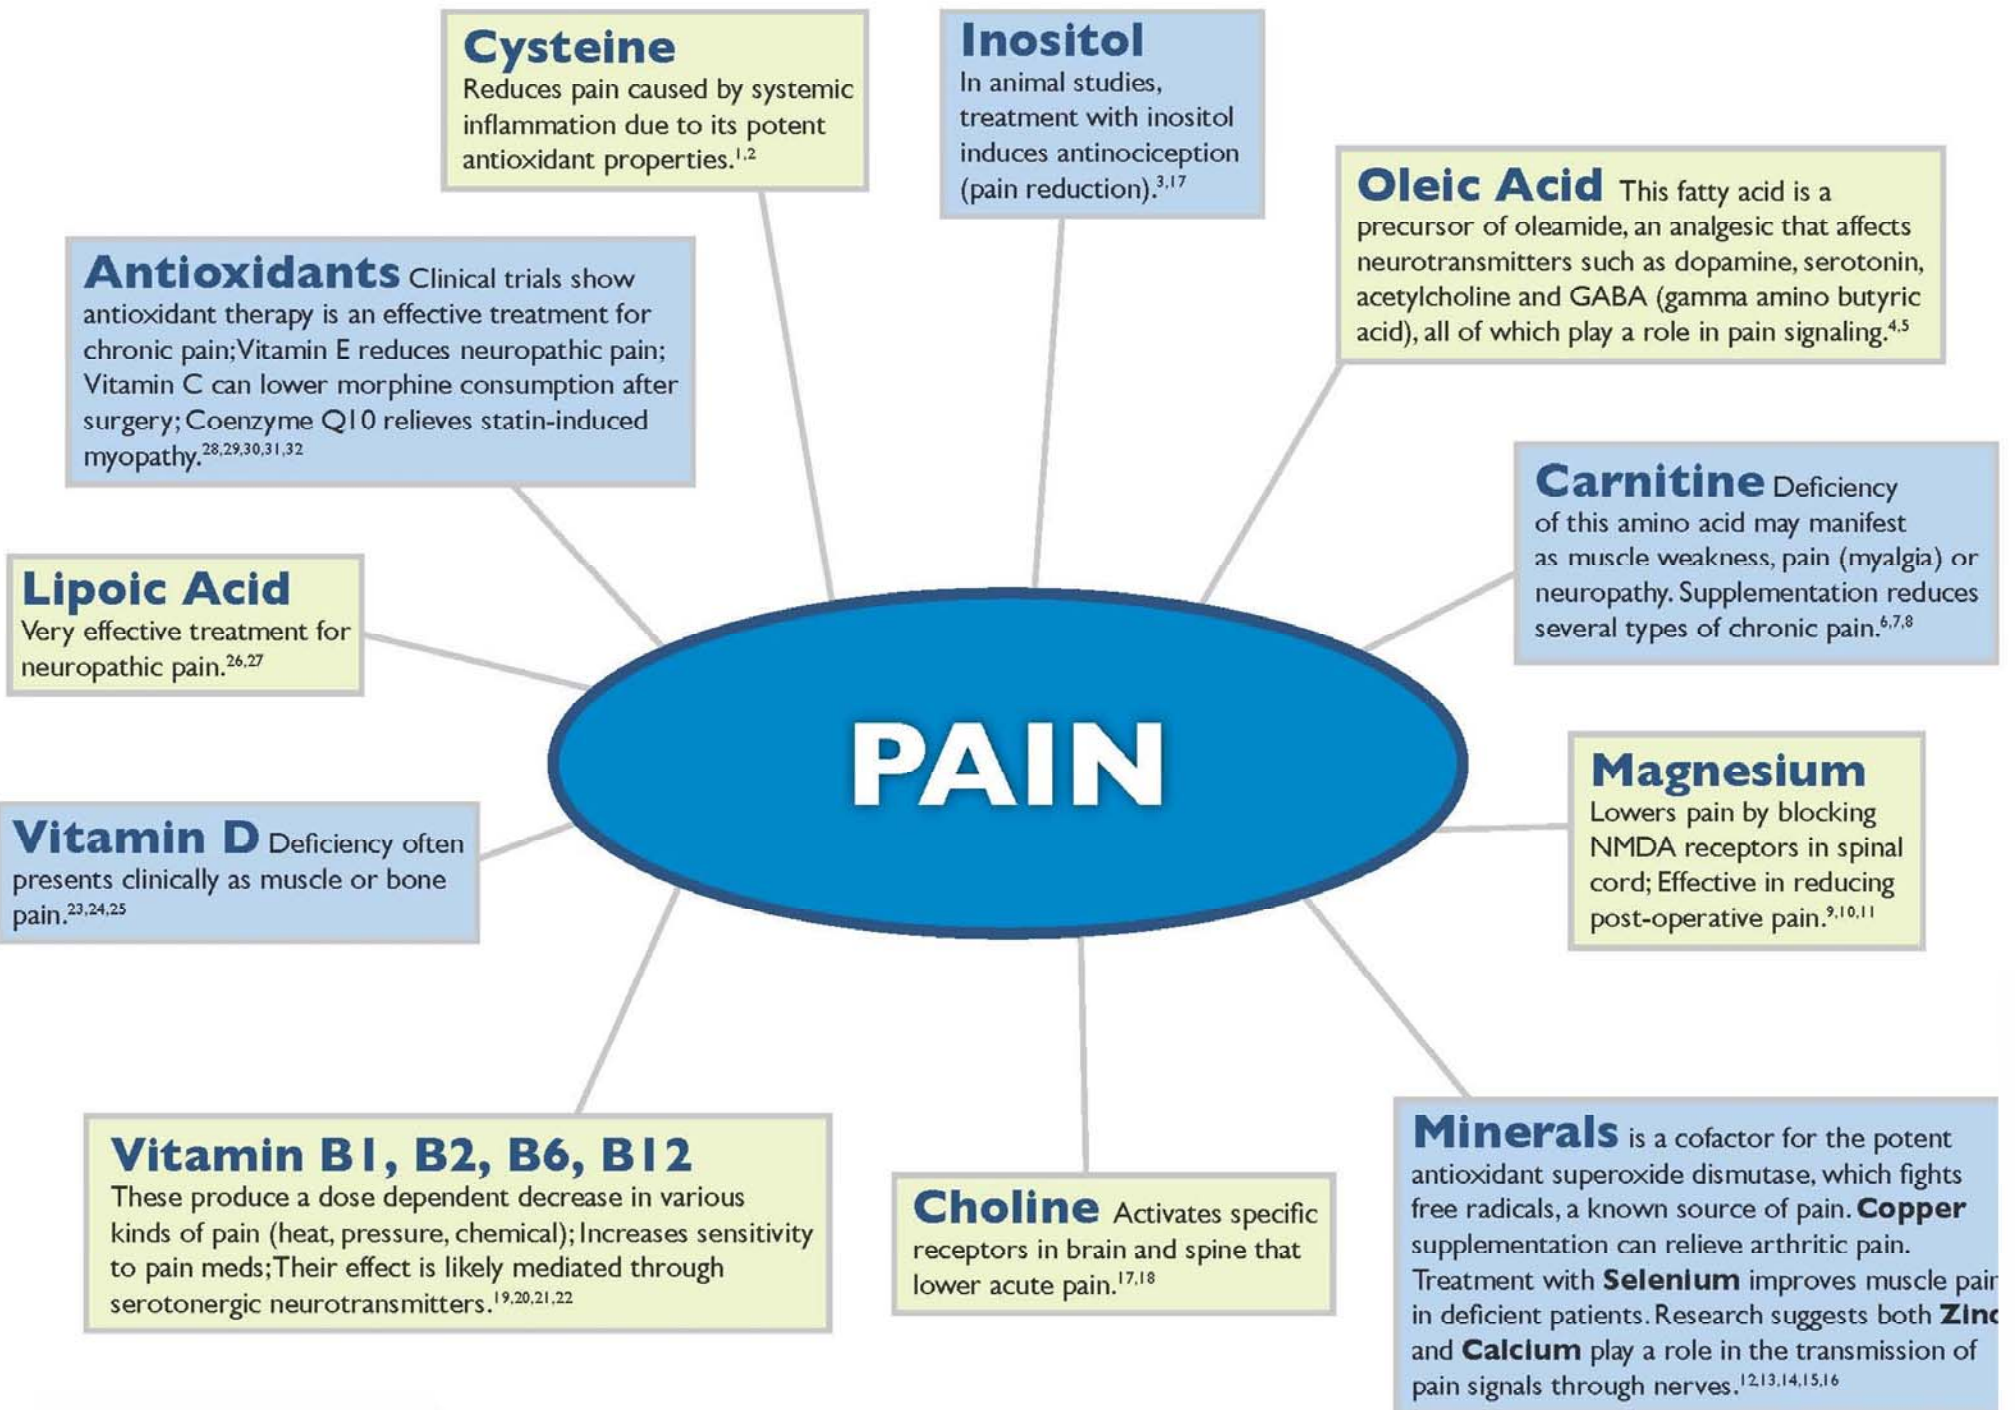 Cysteine
Reduces pain caused by systemic
inflammation due to its potent
antioxidant properties.1,2
Inositol
In animal studies,
treatment with inositol
induces antinociception
(pain reduction).3,17
Oleic Acid This fatty acid is a
precursor of oleamide, an analgesic that affects
neurotransmitters such as dopamine, serotonin,
acetylcholine and GABA (gamma amino butyric
acid), all of which play a role in pain signaling.4,5
Antioxidants Clinical trials show
antioxidant therapy is an effective treatment for
chronic pain; Vitamin E reduces neuropathic pain;
Vitamin C can lower morphine consumption after
surgery; Coenzyme Q10 relieves statin-induced
myopathy.28,29,30,31,32
Carnitine Deficiency
of this amino acid may manifest
as muscle weakness, pain (myalgia) or
neuropathy. Supplementation reduces
several types of chronic pain.6,7,8
Lipoic Acid
Very effective treatment for
neuropathic pain.26,27
PAIN
Magnesium
Lowers pain by blocking
NMDA receptors in spinal
cord; Effective in reducing
post-operative pain.9,10,11
Vitamin D Deficiency often
presents clinically as muscle or bone
pain.23,24,25
Vitamin B1, B2, B6, B12
These produce a dose dependent decrease in various
kinds of pain (heat, pressure, chemical); Increases sensitivity
to pain meds; Their effect is likely mediated through
serotonergic neurotransmitters.19,20,21,22
Choline Activates specific
receptors in brain and spine that
lower acute pain.17,18
Minerals is a cofactor for the potent
antioxidant superoxide dismutase, which fights
free radicals, a known source of pain. Copper
supplementation can relieve arthritic pain.
Treatment with Selenium improves muscle pain
in deficient patients. Research suggests both Zinc
and Calcium play a role in the transmission of
pain signals through nerves.12,13,14,15,16